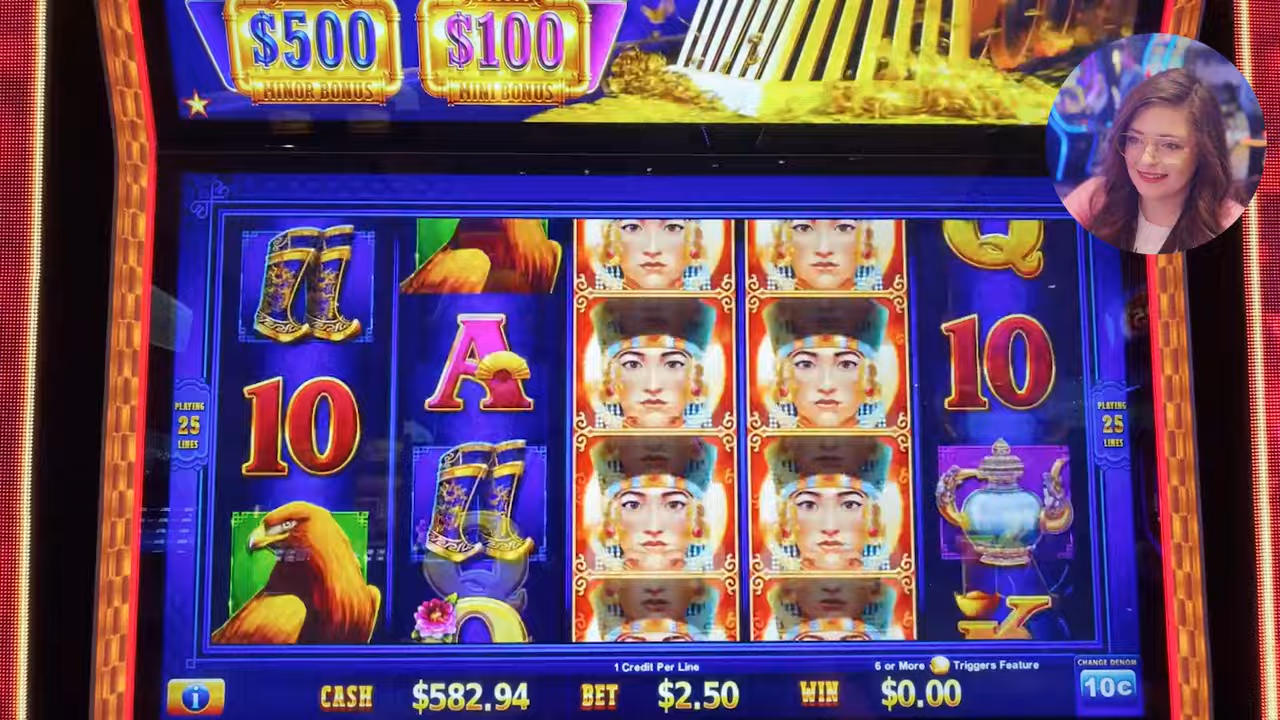 $500 $100
MINOR BONUS MINI BONUS
Q
A 10
10
PLAYING PLAYING
25 25
LINES LINES
Q K
1 Credit Per Line 6 or More Triggers Feature
CHANGE DENOM
CASH $582.94 BET $2.50 WIN $0.00 10¢